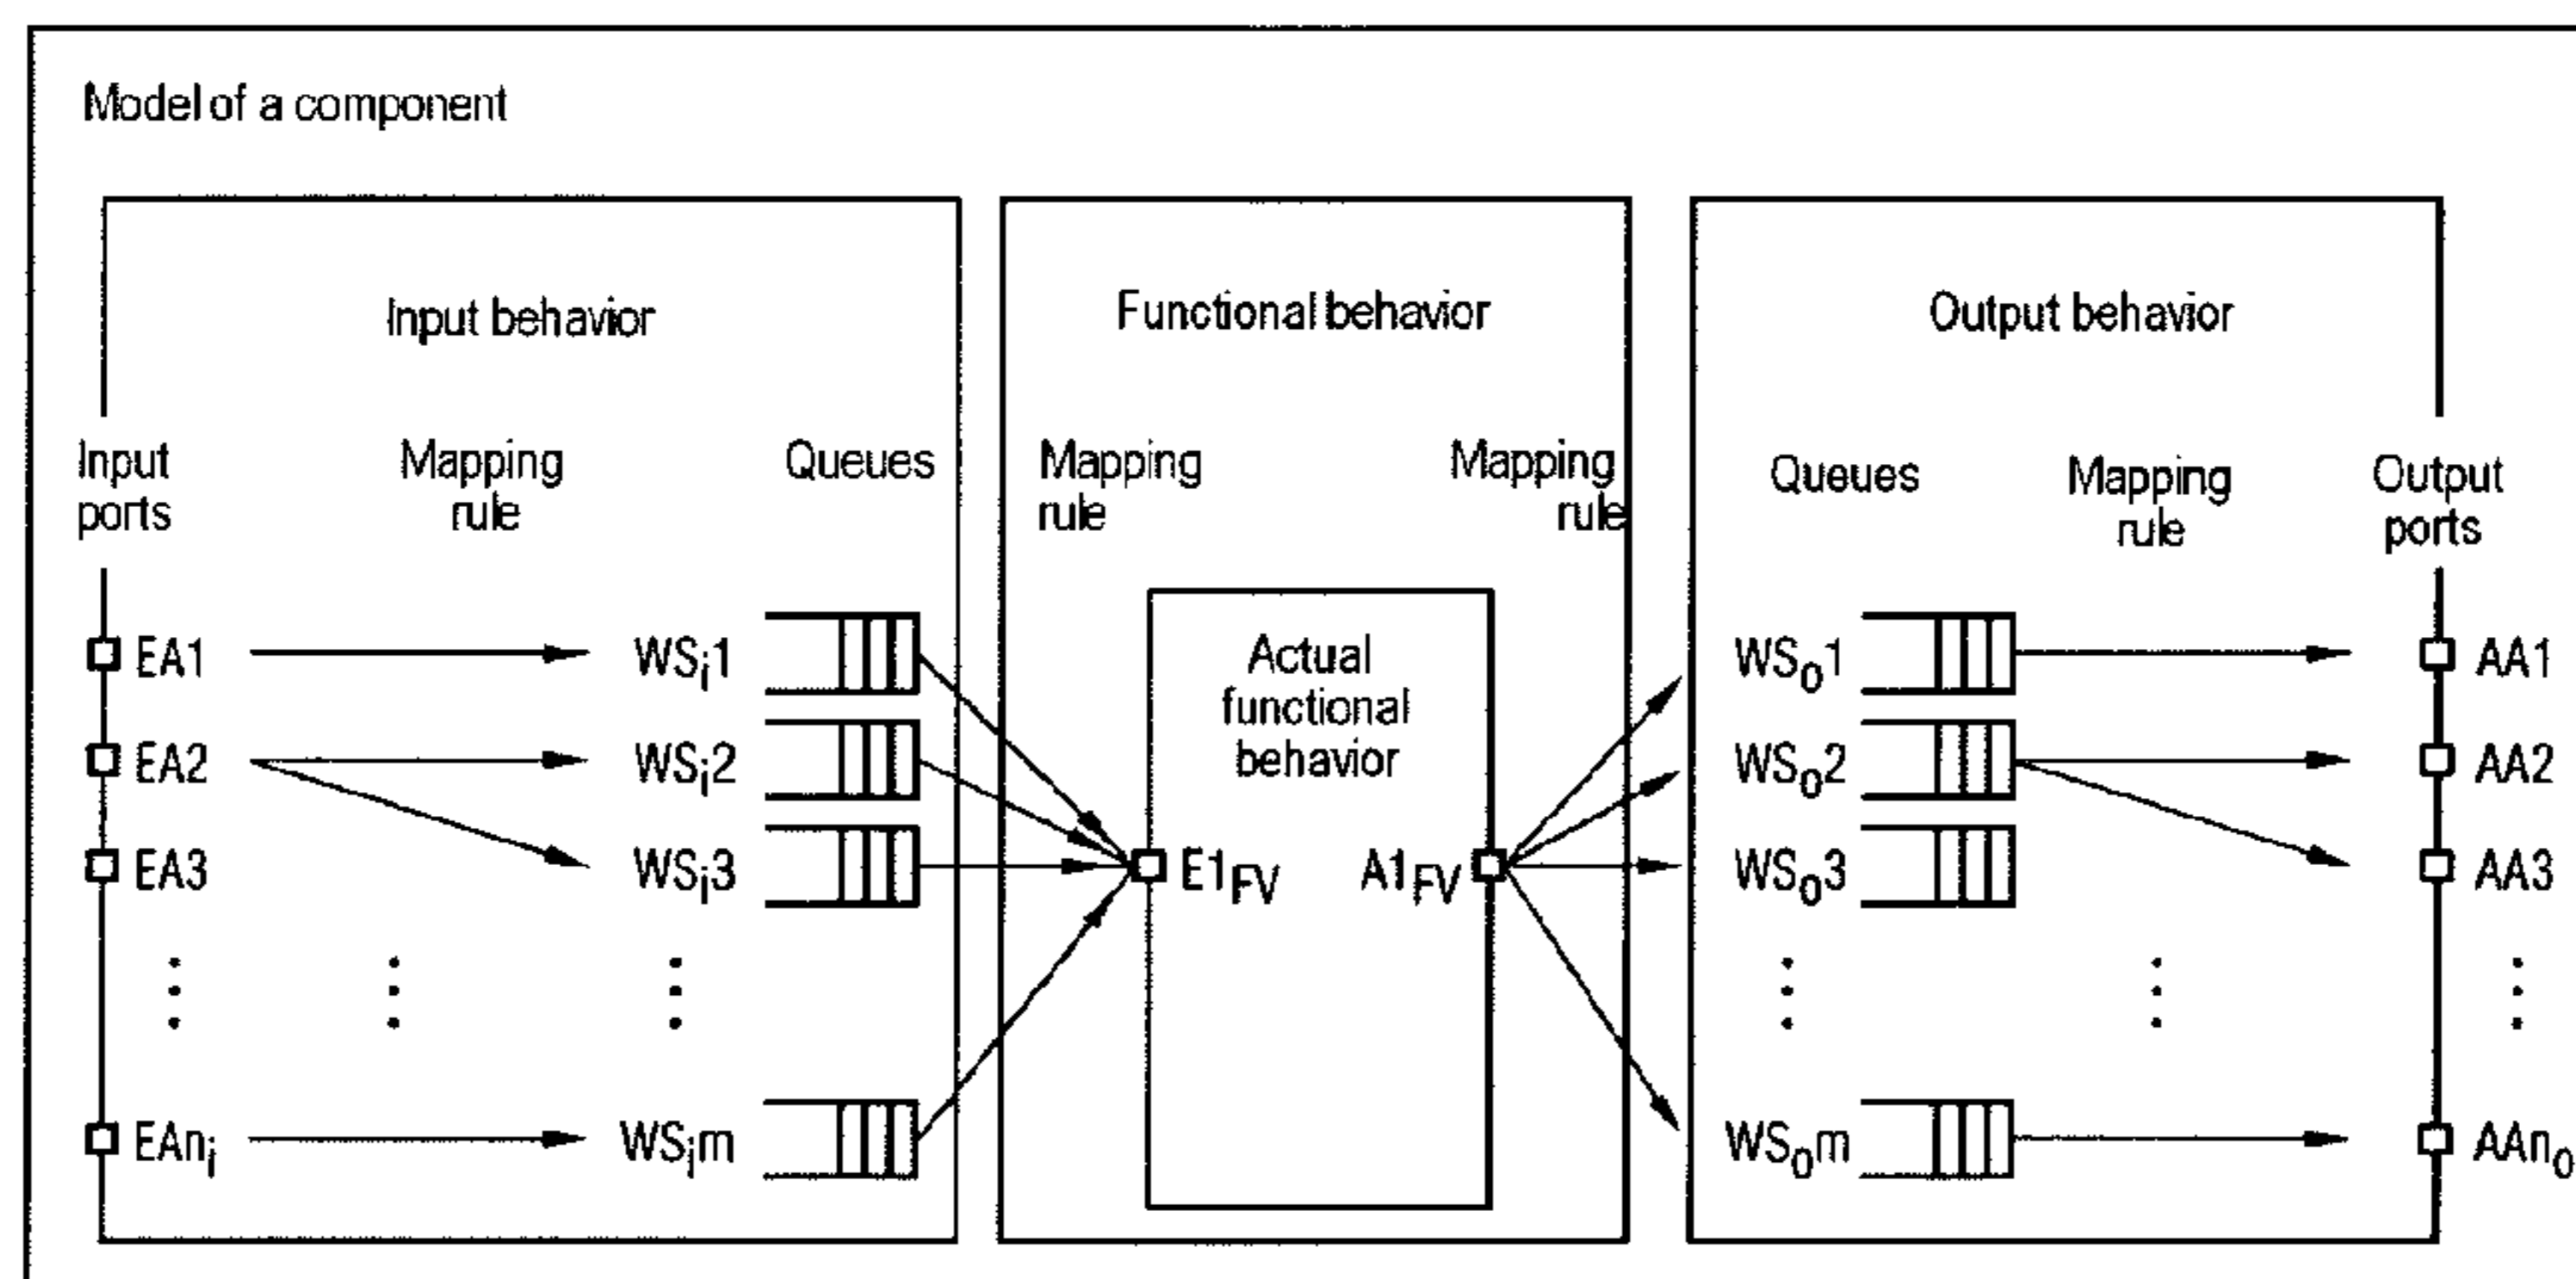 Model of a component
Input behavior
Functional behavior
Output behavior
Input
ports
Mapping
rule
Queues
Mapping
rule
Mapping
rule
Queues
Mapping
rule
Output
ports
EA1
WSi1
Actual
functional
behavior
WSo1
AA1
EA2
WSi2
WSo2
AA2
EA3
WSi3
E1FV
A1FV
WSo3
AA3
EAni
WSim
WSom
AAno